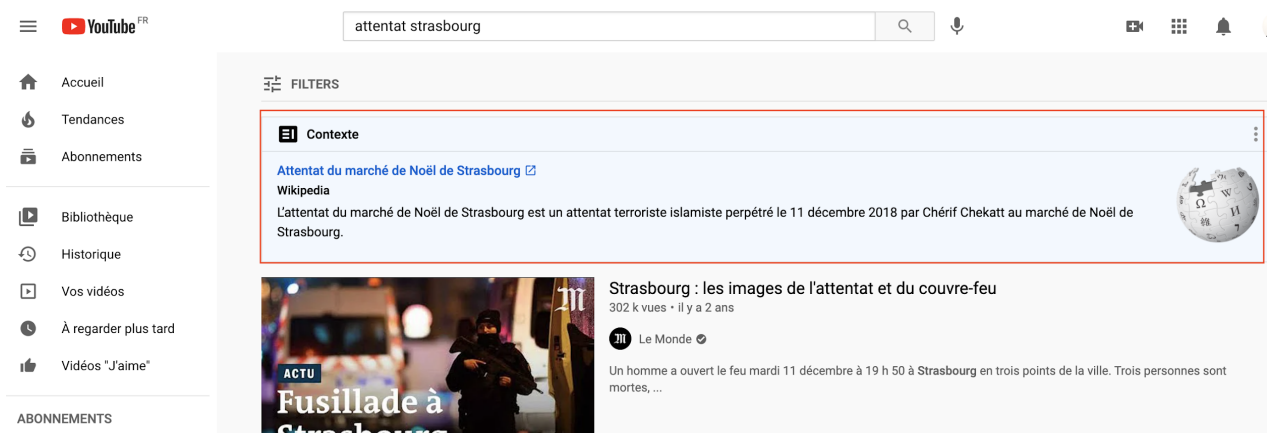 YouTube FR
attentat strasbourg
Accueil
Tendances
Abonnements
Bibliothèque
Historique
Vos vidéos
À regarder plus tard
Vidéos "J'aime"
ABONNEMENTS
FILTERS
Contexte
Attentat du marché de Noël de Strasbourg
Wikipedia
L'attentat du marché de Noël de Strasbourg est un attentat terroriste islamiste perpétré le 11 décembre 2018 par Chérif Chekatt au marché de Noël de
Strasbourg.
M
ACTU
Fusillade à
Strasbourg
Strasbourg : les images de l'attentat et du couvre-feu
302 k vues • il y a 2 ans
Le Monde
Un homme a ouvert le feu mardi 11 décembre à 19 h 50 à Strasbourg en trois points de la ville. Trois personnes sont
mortes, ...